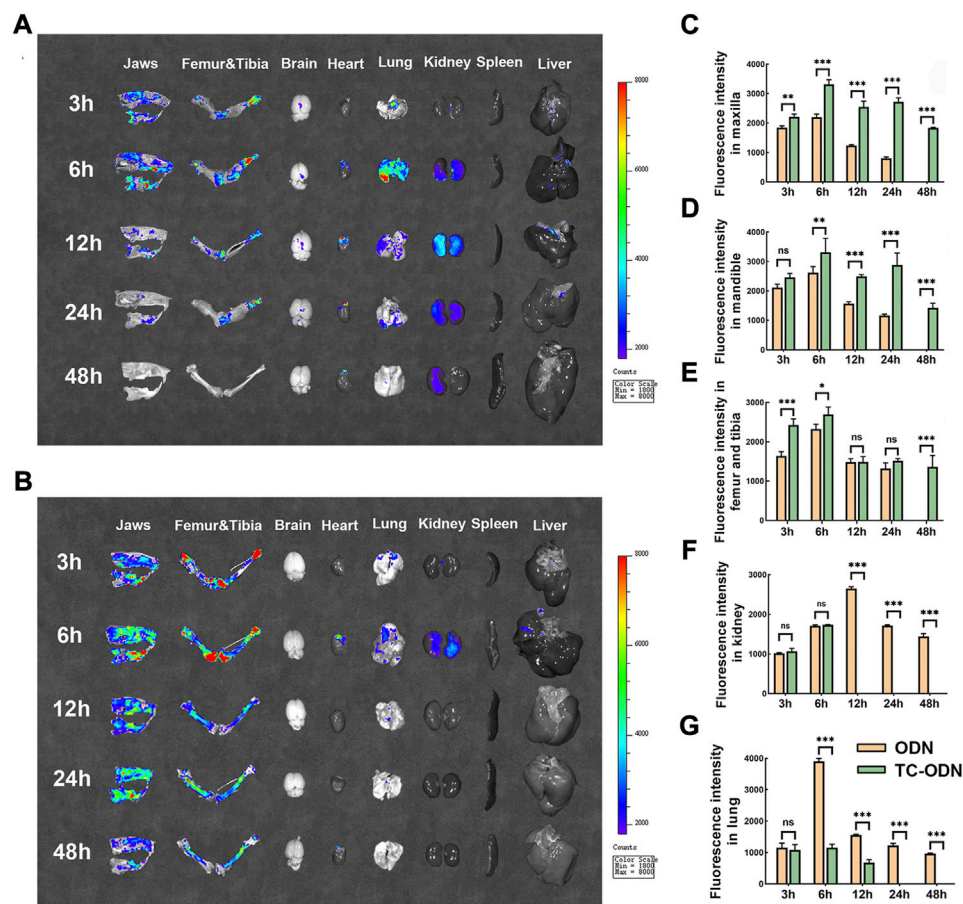 A
Jaws Femur&Tibia Brain Heart Lung Kidney Spleen Liver
3h
6h
12h
24h
48h
8000
6000
4000
2000
Counts
Color Scale
Min = 1800
Max = 8000
B
Jaws Femur&Tibia Brain Heart Lung Kidney Spleen Liver
3h
6h
12h
24h
48h
8000
6000
4000
2000
Counts
Color Scale
Min = 1800
Max = 8000
C
Fluorescence intensity
in maxilla
4000
3000
2000
1000
0
** *** *** *** ***
3h 6h 12h 24h 48h
D
Fluorescence intensity
in mandible
4000
3000
2000
1000
0
ns ** *** *** ***
3h 6h 12h 24h 48h
E
Fluorescence intensity in
femur and tibia
4000
3000
2000
1000
0
*** * ns ns ***
3h 6h 12h 24h 48h
F
Fluorescence intensity
in kidney
3000
2000
1000
0
ns ns *** *** ***
3h 6h 12h 24h 48h
G
Fluorescence intensity
in lung
4000
3000
2000
1000
0
ns *** *** *** ***
3h 6h 12h 24h 48h
ODN
TC-ODN